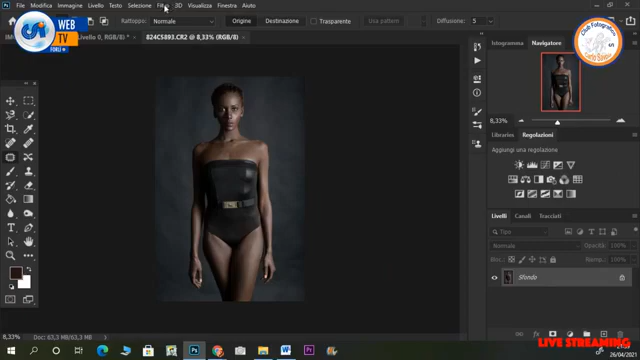 File Modifica Immagine Livello Testo Selezione Filtro 3D Visualizza Finestra Aiuto
Rattoppo: Normale Origine Destinazione Trasparente Usa pattern Diffusione: 5
WEB
TV
FORLÌ
Livello 0, RGB/8) * × 824C5893.CR2 @ 8,33% (RGB/8) ×
Istogramma Navigatore
8,33%
Libraries Regolazioni
Aggiungi una regolazione
Livelli Canali Tracciati
Tipo
Normale Opacità: 100%
Bloc.: Riemp.: 100%
Sfondo
8,33% Doc: 63,3 MB/63,3 MB
LIVE STREAMING
26/04/2021